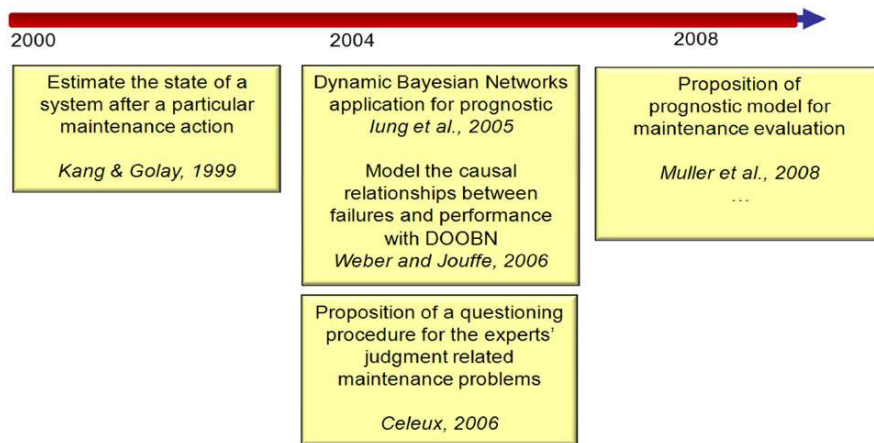 2000
2004
2008
Estimate the state of a
system after a particular
maintenance action
Kang & Golay, 1999
Dynamic Bayesian Networks
application for prognostic
Iung et al., 2005
Model the causal
relationships between
failures and performance
with DOOBN
Weber and Jouffe, 2006
Proposition of a questioning
procedure for the experts’
judgment related
maintenance problems
Celeux, 2006
Proposition of
prognostic model for
maintenance evaluation
Muller et al., 2008
…